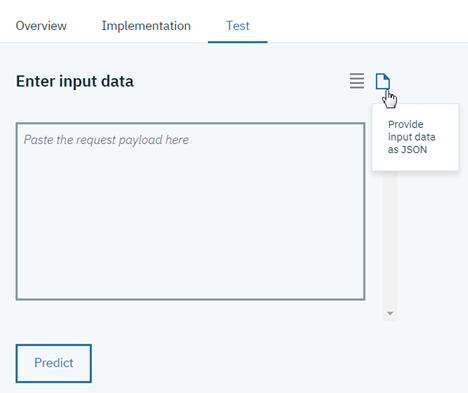 Overview Implementation Test
Enter input data
Provide
input data
as JSON
Paste the request payload here
Predict